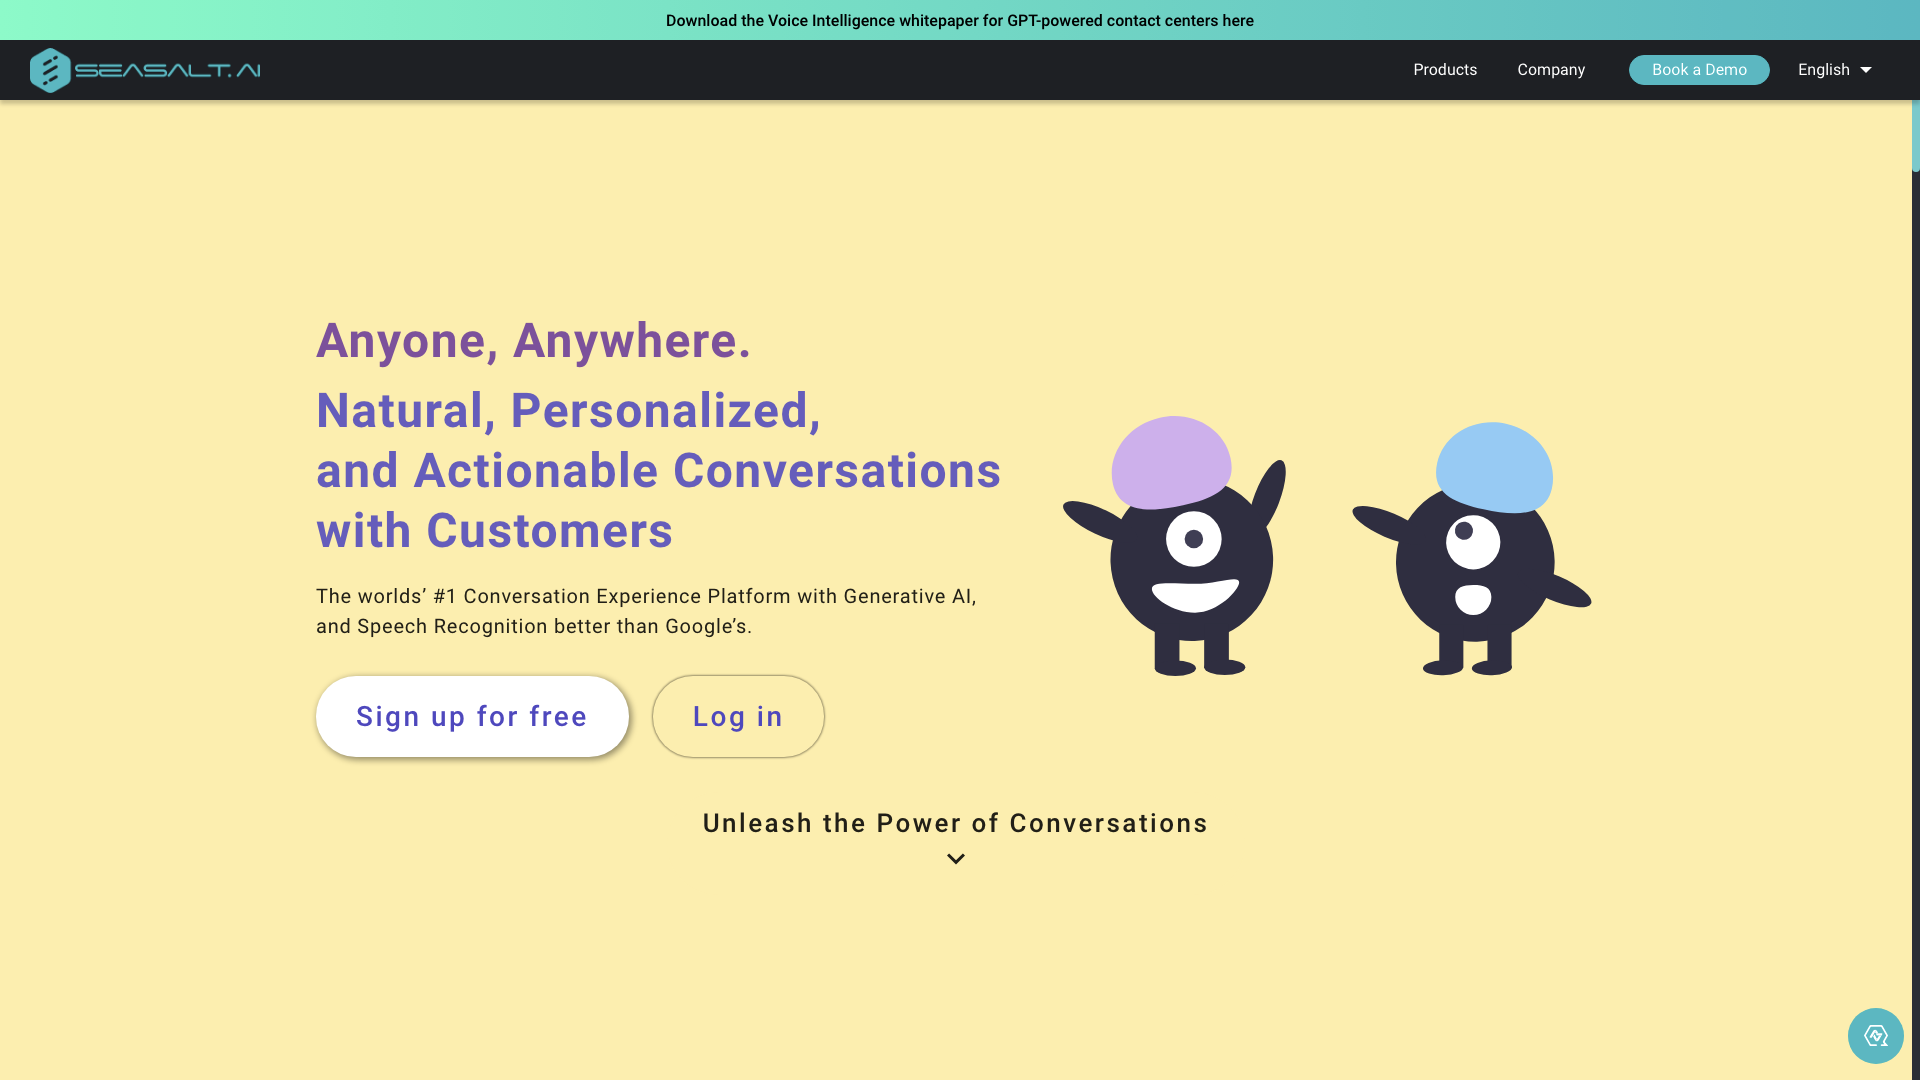 Download the Voice Intelligence whitepaper for GPT-powered contact centers here
SEASALT.AI
Products
Company
Book a Demo
English
Anyone, Anywhere.
Natural, Personalized,
and Actionable Conversations
with Customers
The worlds’ #1 Conversation Experience Platform with Generative AI,
and Speech Recognition better than Google’s.
Sign up for free
Log in
Unleash the Power of Conversations